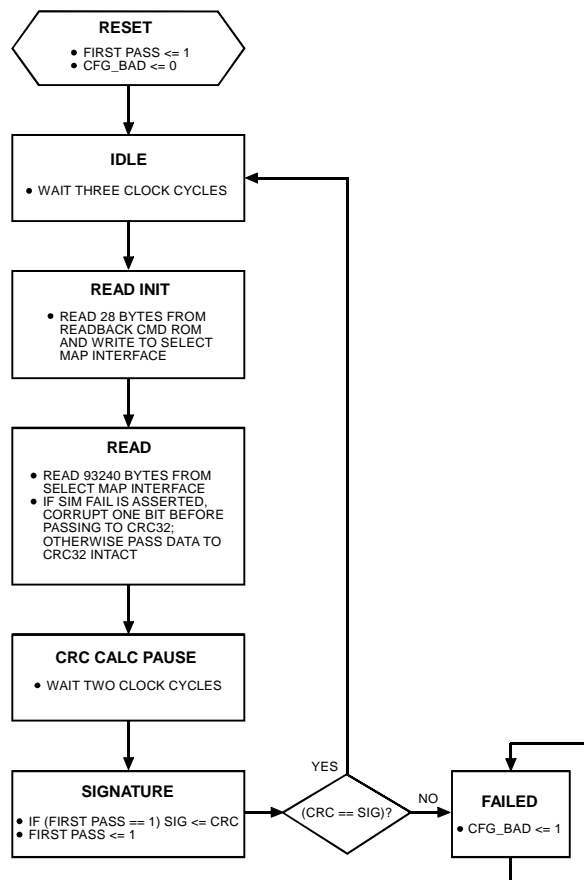 RESET
• FIRST PASS <= 1
• CFG_BAD <= 0
IDLE
• WAIT THREE CLOCK CYCLES
READ INIT
• READ 28 BYTES FROM
READBACK CMD ROM
AND WRITE TO SELECT
MAP INTERFACE
READ
• READ 93240 BYTES FROM
SELECT MAP INTERFACE
• IF SIM FAIL IS ASSERTED,
CORRUPT ONE BIT BEFORE
PASSING TO CRC32;
OTHERWISE PASS DATA TO
CRC32 INTACT
CRC CALC PAUSE
• WAIT TWO CLOCK CYCLES
SIGNATURE
• IF (FIRST PASS == 1) SIG <= CRC
• FIRST PASS <= 1
YES
(CRC == SIG)?
NO
FAILED
• CFG_BAD <= 1